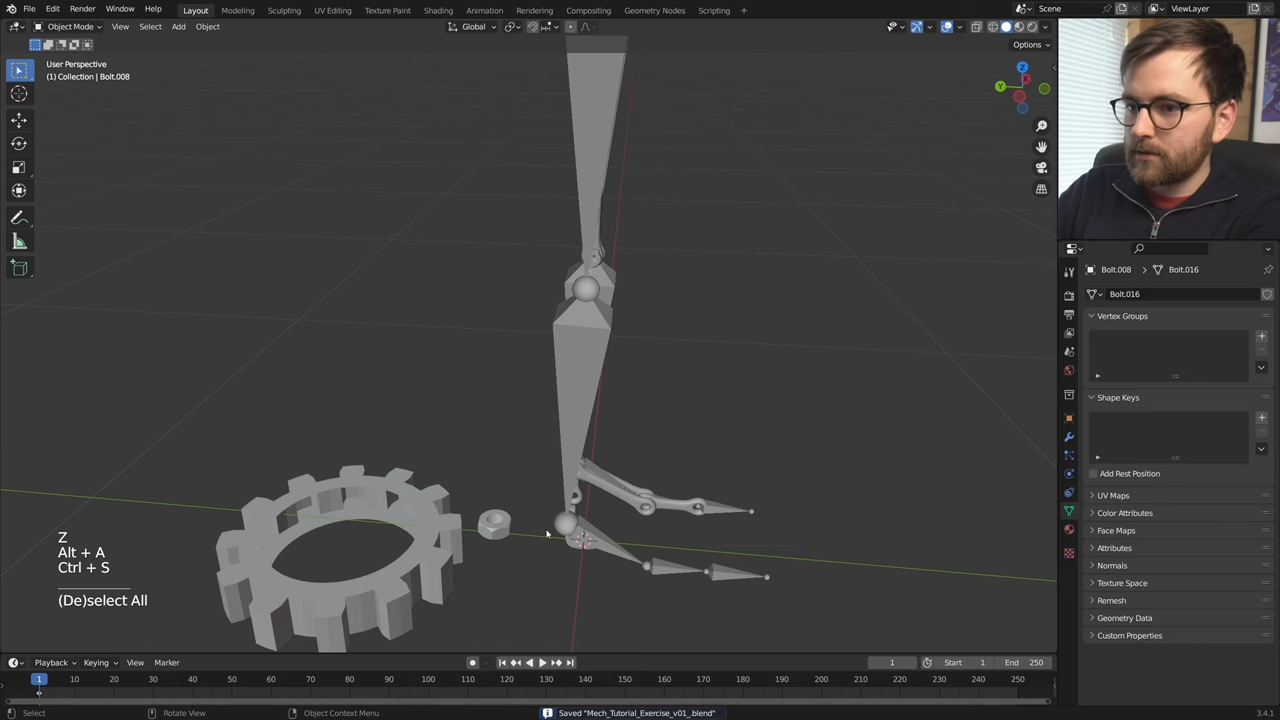 File Edit Render Window Help Layout Modeling Sculpting UV Editing Texture Paint Shading Animation Rendering Compositing Geometry Nodes Scripting + Scene ViewLayer
Object Mode View Select Add Object Global
Options
User Perspective
(1) Collection | Bolt.008
Z
X
Y
Bolt.008 > Bolt.016
Bolt.016
Vertex Groups
Shape Keys
Add Rest Position
UV Maps
Color Attributes
Face Maps
Attributes
Normals
Texture Space
Remesh
Geometry Data
Custom Properties
Z
Alt + A
Ctrl + S
(De)select All
Playback Keying View Marker 1 Start 1 End 250
1 10 20 30 40 50 60 70 80 90 100 110 120 130 140 150 160 170 180 190 200 210 220 230 240 250
Select Rotate View Object Context Menu Saved "Mech_Tutorial_Exercise_v01_.blend" 3.4.1